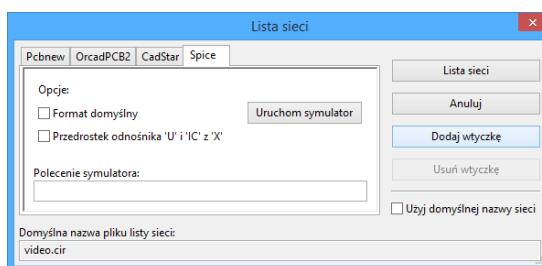 Lista sieci
Pcbnew OrcadPCB2 CadStar Spice
Opcje:
Format domyślny
Uruchom symulator
Przedrostek odnośnika 'U' i 'IC' z 'X'
Polecenie symulatora:
Lista sieci
Anuluj
Dodaj wtyczkę
Usuń wtyczkę
Użyj domyślnej nazwy sieci
Domyślna nazwa pliku listy sieci:
video.cir